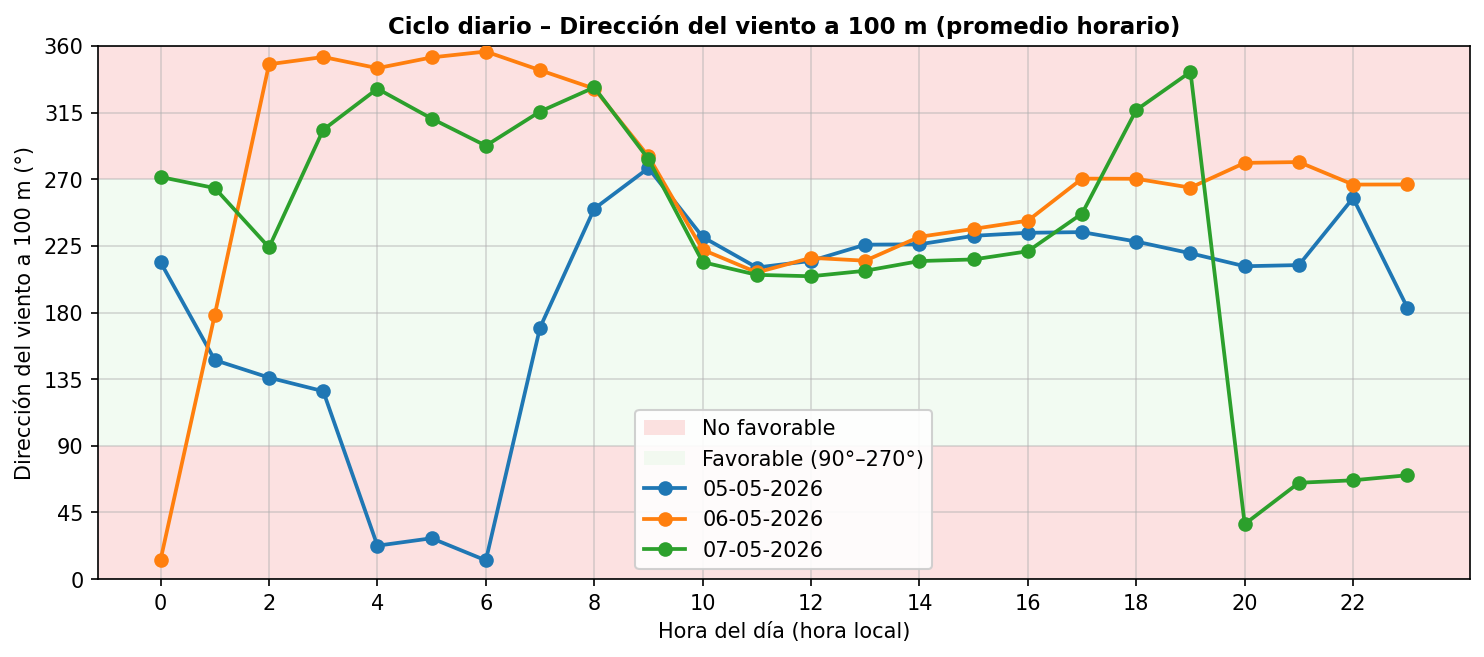 Ciclo diario – Dirección del viento a 100 m (promedio horario)
Dirección del viento a 100 m (°)
360
315
270
225
180
135
90
45
0
No favorable
Favorable (90°–270°)
05-05-2026
06-05-2026
07-05-2026
0 2 4 6 8 10 12 14 16 18 20 22
Hora del día (hora local)